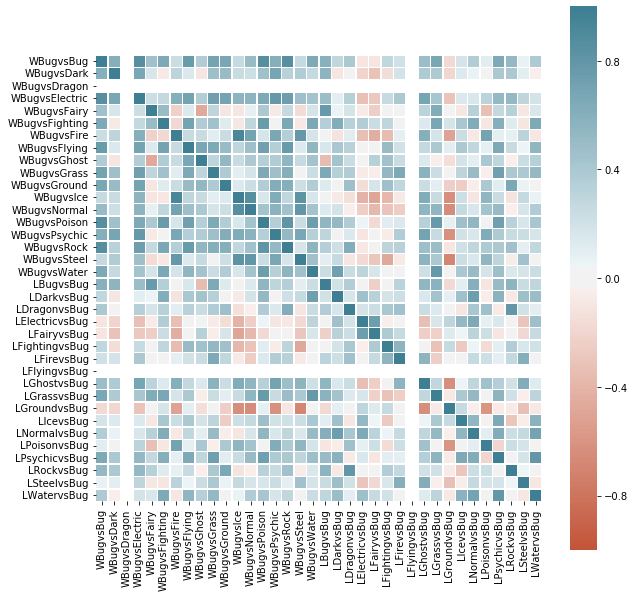 WBugvsBug
WBugvsDark
WBugvsDragon
WBugvsElectric
WBugvsFairy
WBugvsFighting
WBugvsFire
WBugvsFlying
WBugvsGhost
WBugvsGrass
WBugvsGround
WBugvsIce
WBugvsNormal
WBugvsPoison
WBugvsPsychic
WBugvsRock
WBugvsSteel
WBugvsWater
LBugvsBug
LDarkvsBug
LDragonvsBug
LElectricvsBug
LFairyvsBug
LFightingvsBug
LFirevsBug
LFlyingvsBug
LGhostvsBug
LGrassvsBug
LGroundvsBug
LIcevsBug
LNormalvsBug
LPoisonvsBug
LPsychicvsBug
LRockvsBug
LSteelvsBug
LWatervsBug
WBugvsBug
WBugvsDark
WBugvsDragon
WBugvsElectric
WBugvsFairy
WBugvsFighting
WBugvsFire
WBugvsFlying
WBugvsGhost
WBugvsGrass
WBugvsGround
WBugvsIce
WBugvsNormal
WBugvsPoison
WBugvsPsychic
WBugvsRock
WBugvsSteel
WBugvsWater
LBugvsBug
LDarkvsBug
LDragonvsBug
LElectricvsBug
LFairyvsBug
LFightingvsBug
LFirevsBug
LFlyingvsBug
LGhostvsBug
LGrassvsBug
LGroundvsBug
LIcevsBug
LNormalvsBug
LPoisonvsBug
LPsychicvsBug
LRockvsBug
LSteelvsBug
LWatervsBug
0.8
0.4
0.0
−0.4
−0.8